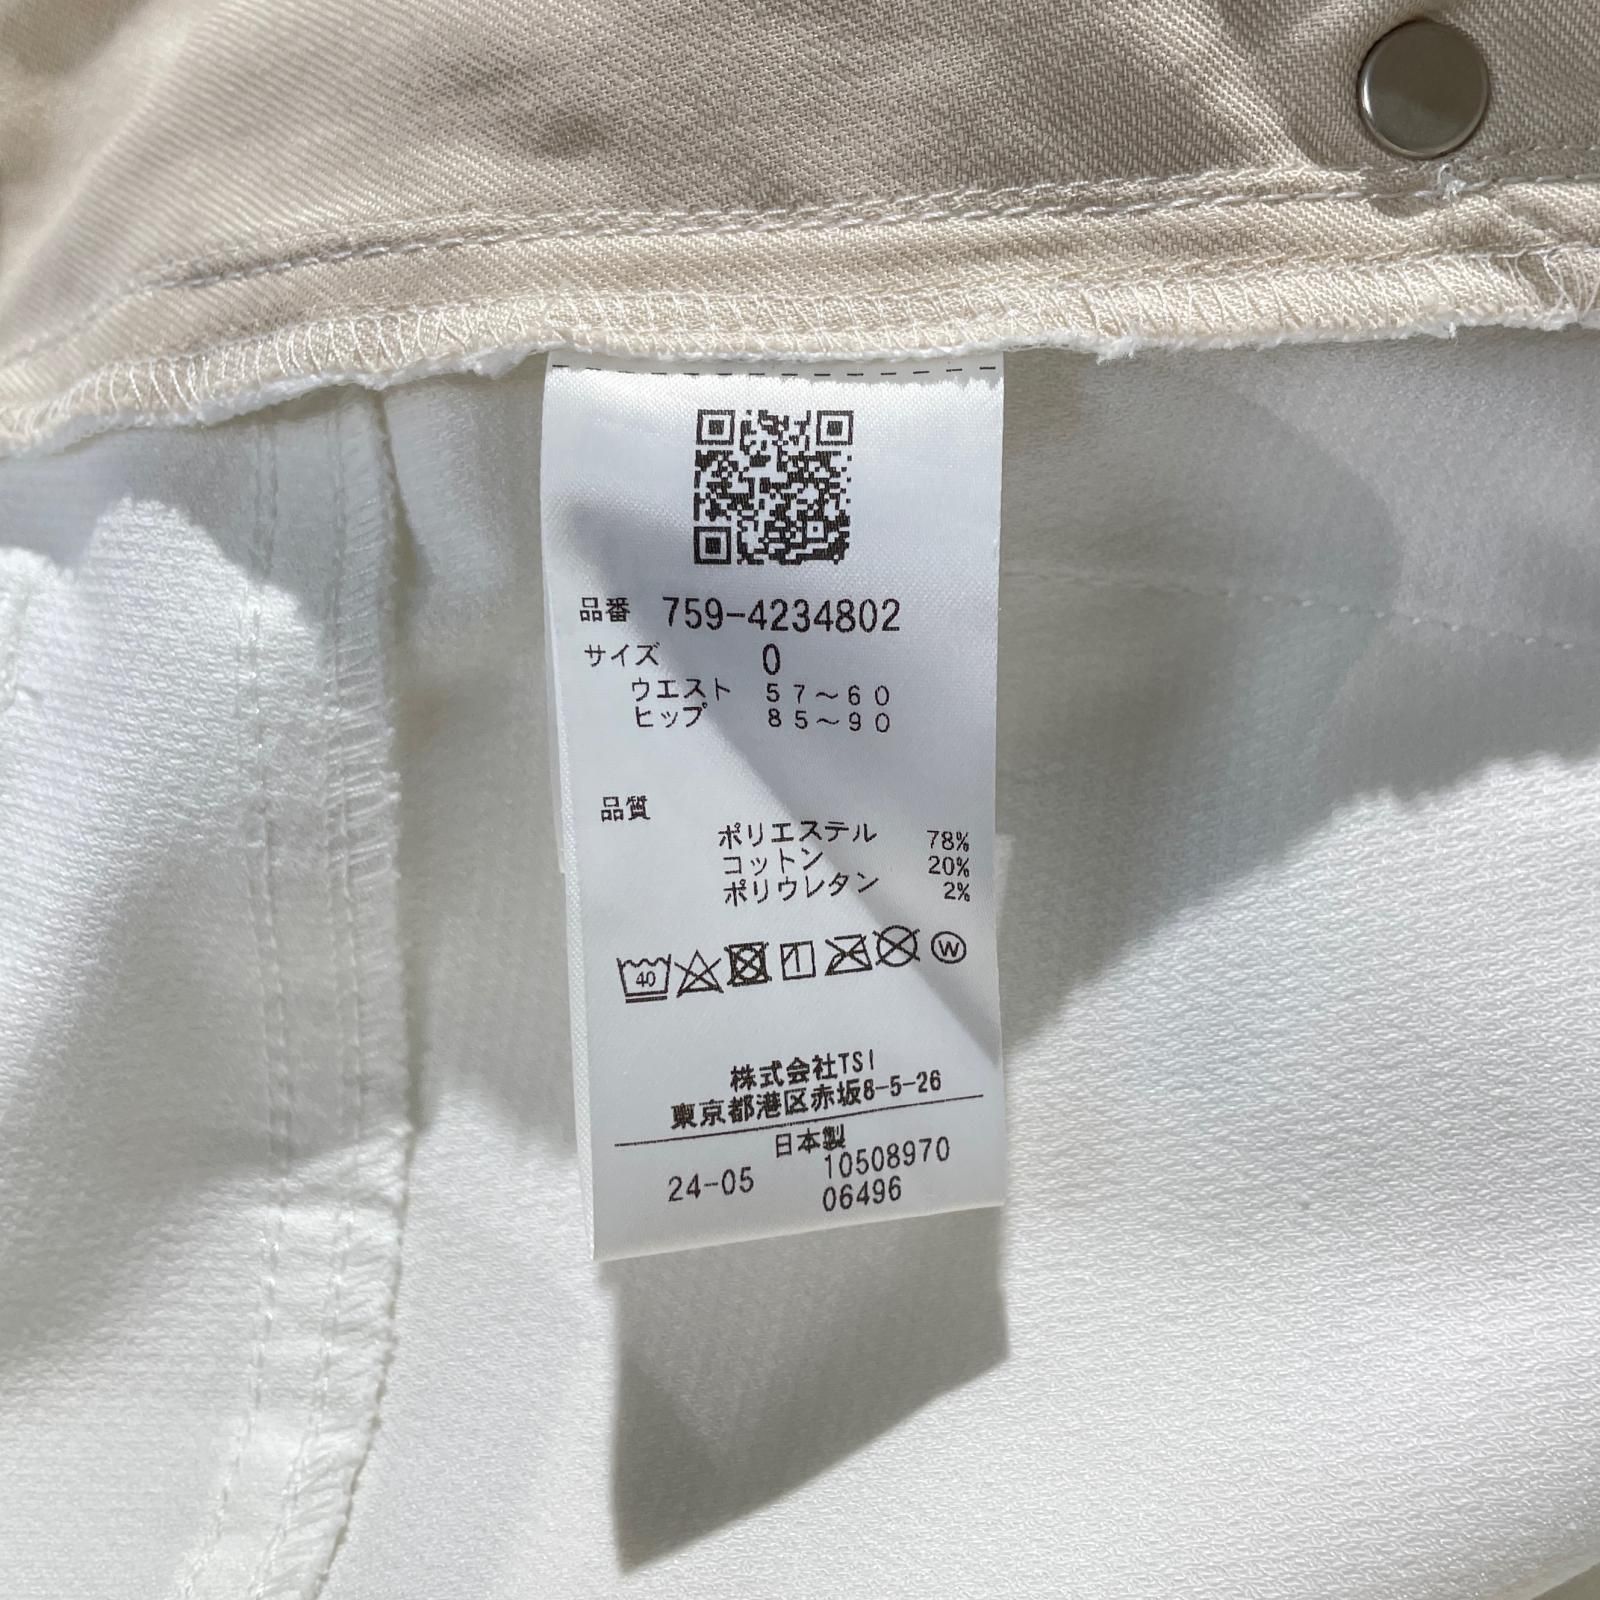 品番 759-4234802
サイズ 0
ウエスト 57～60
ヒップ 85～90
品質
ポリエステル 78%
コットン 20%
ポリウレタン 2%
40 W
株式会社TSI
東京都港区赤坂8-5-26
日本製
24-05 10508970
06496